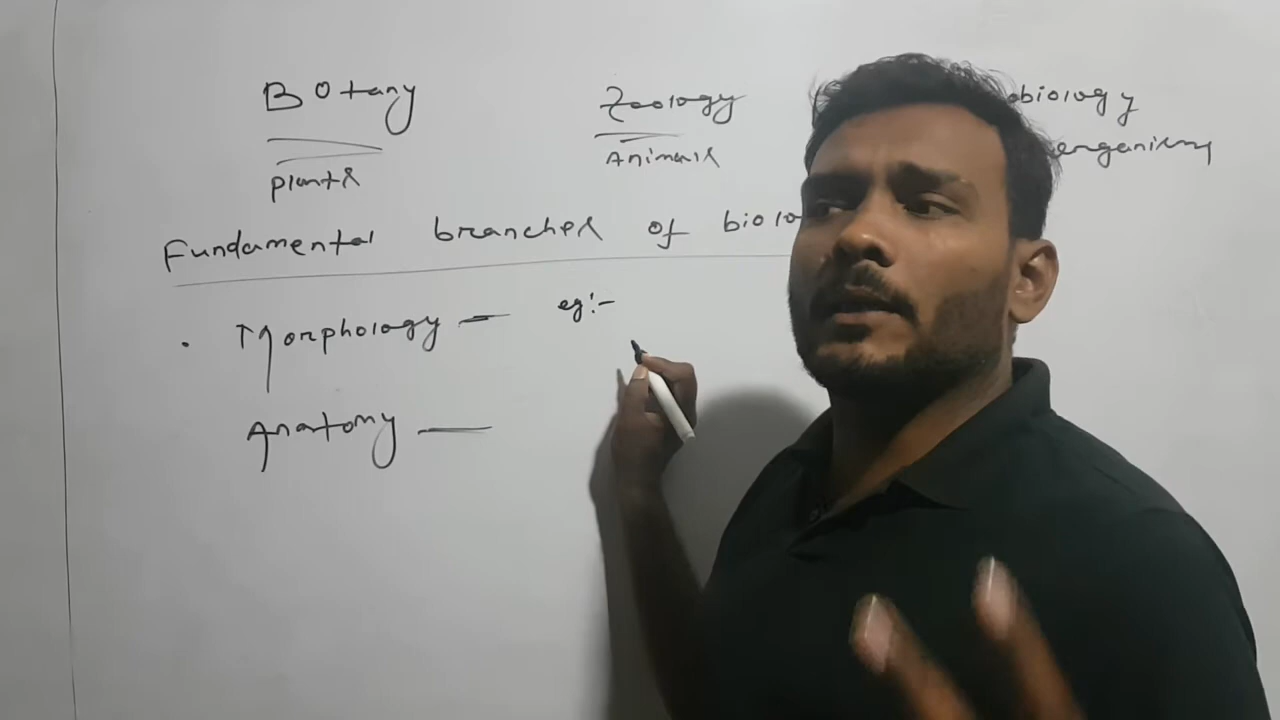 Botany Zoology obiology
plants Animals organisms
Fundamental branches of biolo
. Morphology — eg:-
Anatomy —